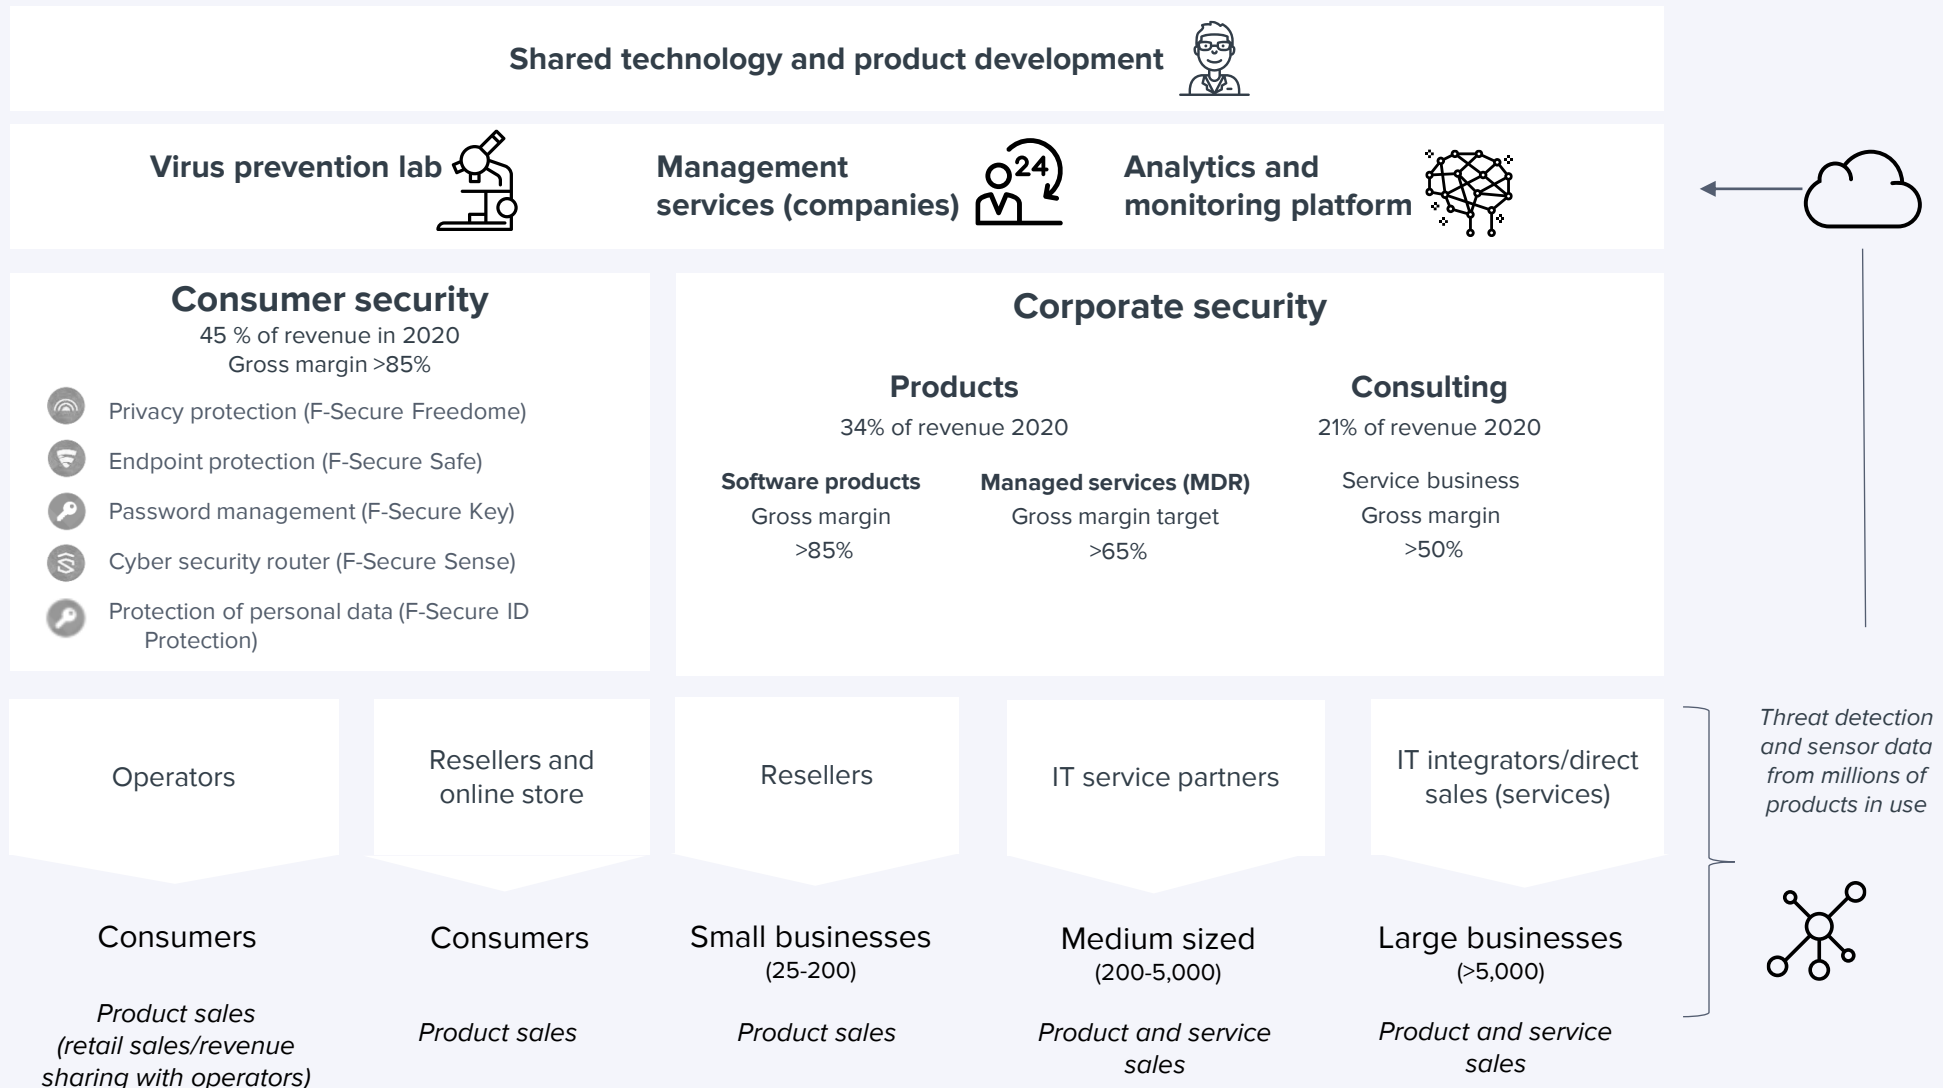 Shared technology and product development
Virus prevention lab
Management
services (companies)
24
Analytics and
monitoring platform
Consumer security
45 % of revenue in 2020
Gross margin >85%
Privacy protection (F-Secure Freedome)
Endpoint protection (F-Secure Safe)
Password management (F-Secure Key)
Cyber security router (F-Secure Sense)
Protection of personal data (F-Secure ID
Protection)
Corporate security
Products
34% of revenue 2020
Software products
Gross margin
>85%
Managed services (MDR)
Gross margin target
>65%
Consulting
21% of revenue 2020
Service business
Gross margin
>50%
Operators
Resellers and
online store
Resellers
IT service partners
IT integrators/direct
sales (services)
Threat detection
and sensor data
from millions of
products in use
Consumers
Product sales
(retail sales/revenue
sharing with operators)
Consumers
Product sales
Small businesses
(25-200)
Product sales
Medium sized
(200-5,000)
Product and service
sales
Large businesses
(>5,000)
Product and service
sales